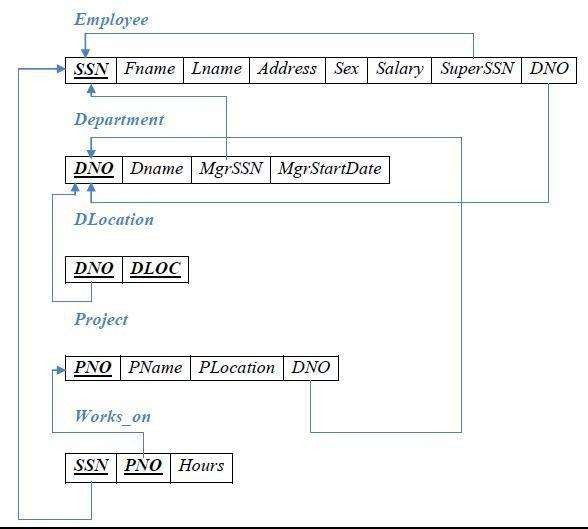 Employee
SSN Fname Lname Address Sex Salary SuperSSN DNO
Department
DNO Dname MgrSSN MgrStartDate
DLocation
DNO DLOC
Project
PNO PName PLocation DNO
Works_on
SSN PNO Hours